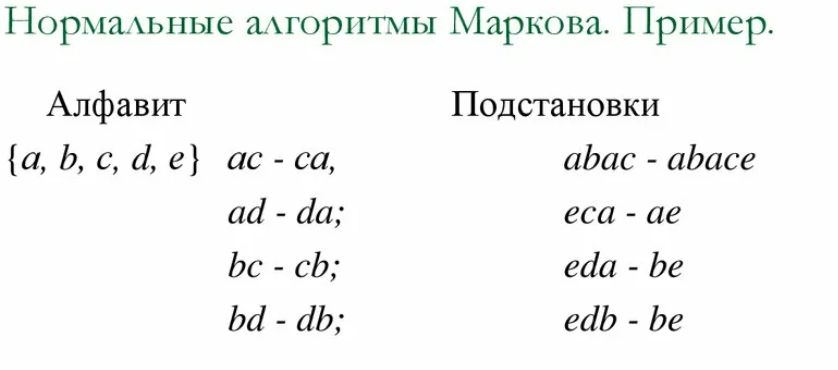 Нормальные алгоритмы Маркова. Пример.
Алфавит Подстановки
{a, b, c, d, e} ac - ca, abac - abace
ad - da; eca - ae
bc - cb; eda - be
bd - db; edb - be